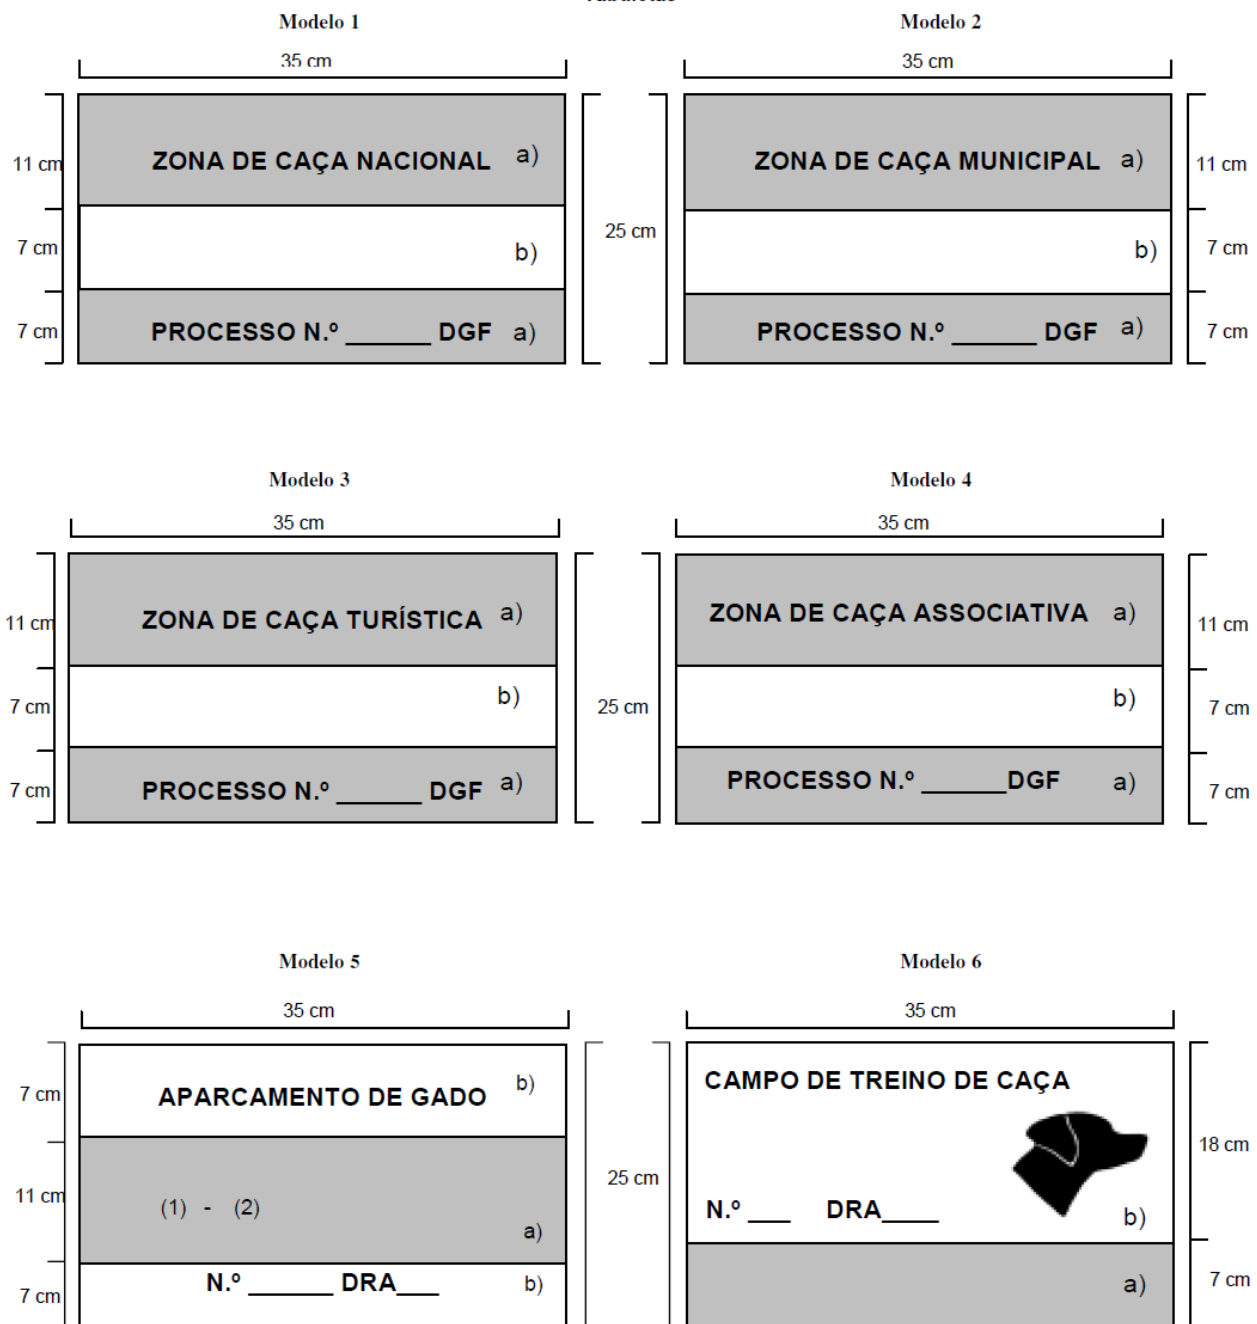 Modelo 1
35 cm
11 cm
ZONA DE CAÇA NACIONAL a)
7 cm
b)
7 cm
PROCESSO N.º ______ DGF a)
25 cm
Modelo 2
35 cm
ZONA DE CAÇA MUNICIPAL a)
11 cm
b)
7 cm
PROCESSO N.º ______ DGF a)
7 cm
Modelo 3
35 cm
11 cm
ZONA DE CAÇA TURÍSTICA a)
7 cm
b)
7 cm
PROCESSO N.º ______ DGF a)
25 cm
Modelo 4
35 cm
ZONA DE CAÇA ASSOCIATIVA a)
11 cm
b)
7 cm
PROCESSO N.º ______DGF a)
7 cm
Modelo 5
35 cm
7 cm
APARCAMENTO DE GADO b)
11 cm
(1) - (2)
a)
7 cm
N.º ______ DRA___ b)
25 cm
Modelo 6
35 cm
CAMPO DE TREINO DE CAÇA
18 cm
N.º ___ DRA____ b)
a)
7 cm